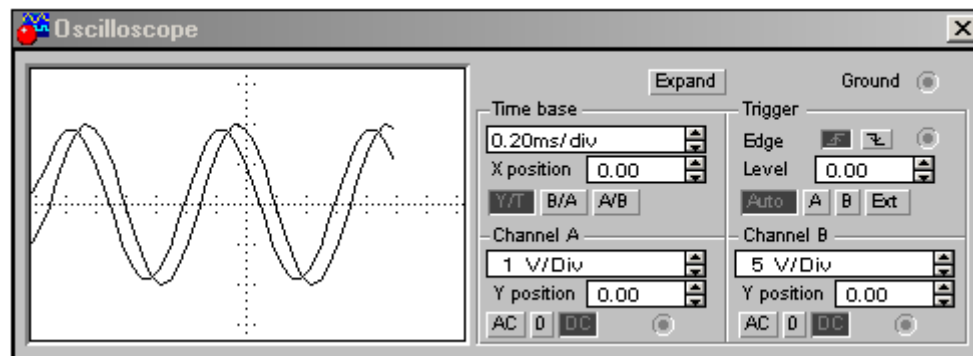 Oscilloscope
Expand
Ground
Time base
0.20ms/div
X position 0.00
Y/T B/A A/B
Trigger
Edge
Level 0.00
Auto A B Ext
Channel A
1 V/Div
Y position 0.00
AC 0 DC
Channel B
5 V/Div
Y position 0.00
AC 0 DC